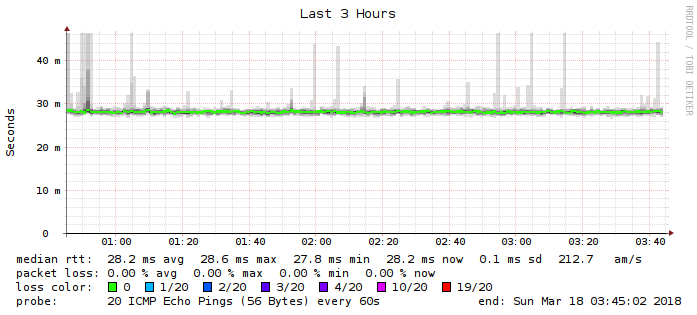 Last 3 Hours
RRDTOOL / TOBI OETIKER
Seconds
40 m
30 m
20 m
10 m
0
01:00 01:20 01:40 02:00 02:20 02:40 03:00 03:20 03:40
median rtt: 28.2 ms avg 28.6 ms max 27.8 ms min 28.2 ms now 0.1 ms sd 212.7 am/s
packet loss: 0.00 % avg 0.00 % max 0.00 % min 0.00 % now
loss color: 0 1/20 2/20 3/20 4/20 10/20 19/20
probe: 20 ICMP Echo Pings (56 Bytes) every 60s end: Sun Mar 18 03:45:02 2018